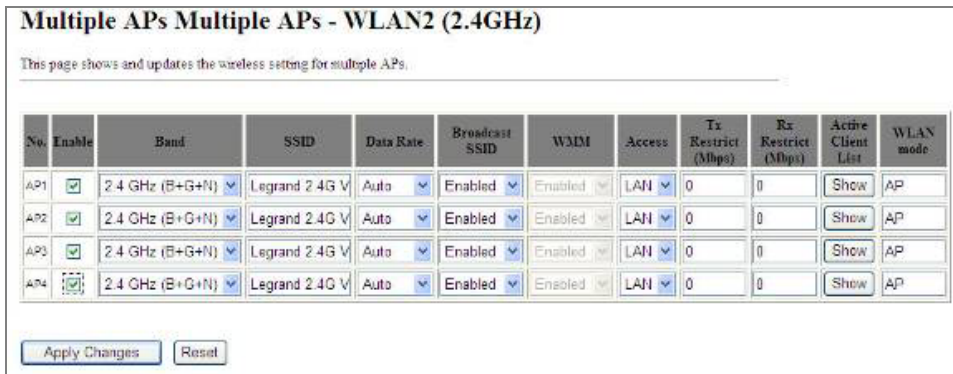 Multiple APs Multiple APs - WLAN2 (2.4GHz)
This page shows and updates the wireless setting for multiple APs.
No. Enable Band SSID Data Rate Broadcast SSID WMM Access Tx Restrict (Mbps) Rx Restrict (Mbps) Active Client List WLAN mode
AP1 2.4 GHz (B+G+N) Legrand 2.4G V Auto Enabled Enabled LAN 0 0 Show AP
AP2 2.4 GHz (B+G+N) Legrand 2.4G V Auto Enabled Enabled LAN 0 0 Show AP
AP3 2.4 GHz (B+G+N) Legrand 2.4G V Auto Enabled Enabled LAN 0 0 Show AP
AP4 2.4 GHz (B+G+N) Legrand 2.4G V Auto Enabled Enabled LAN 0 0 Show AP
Apply Changes Reset